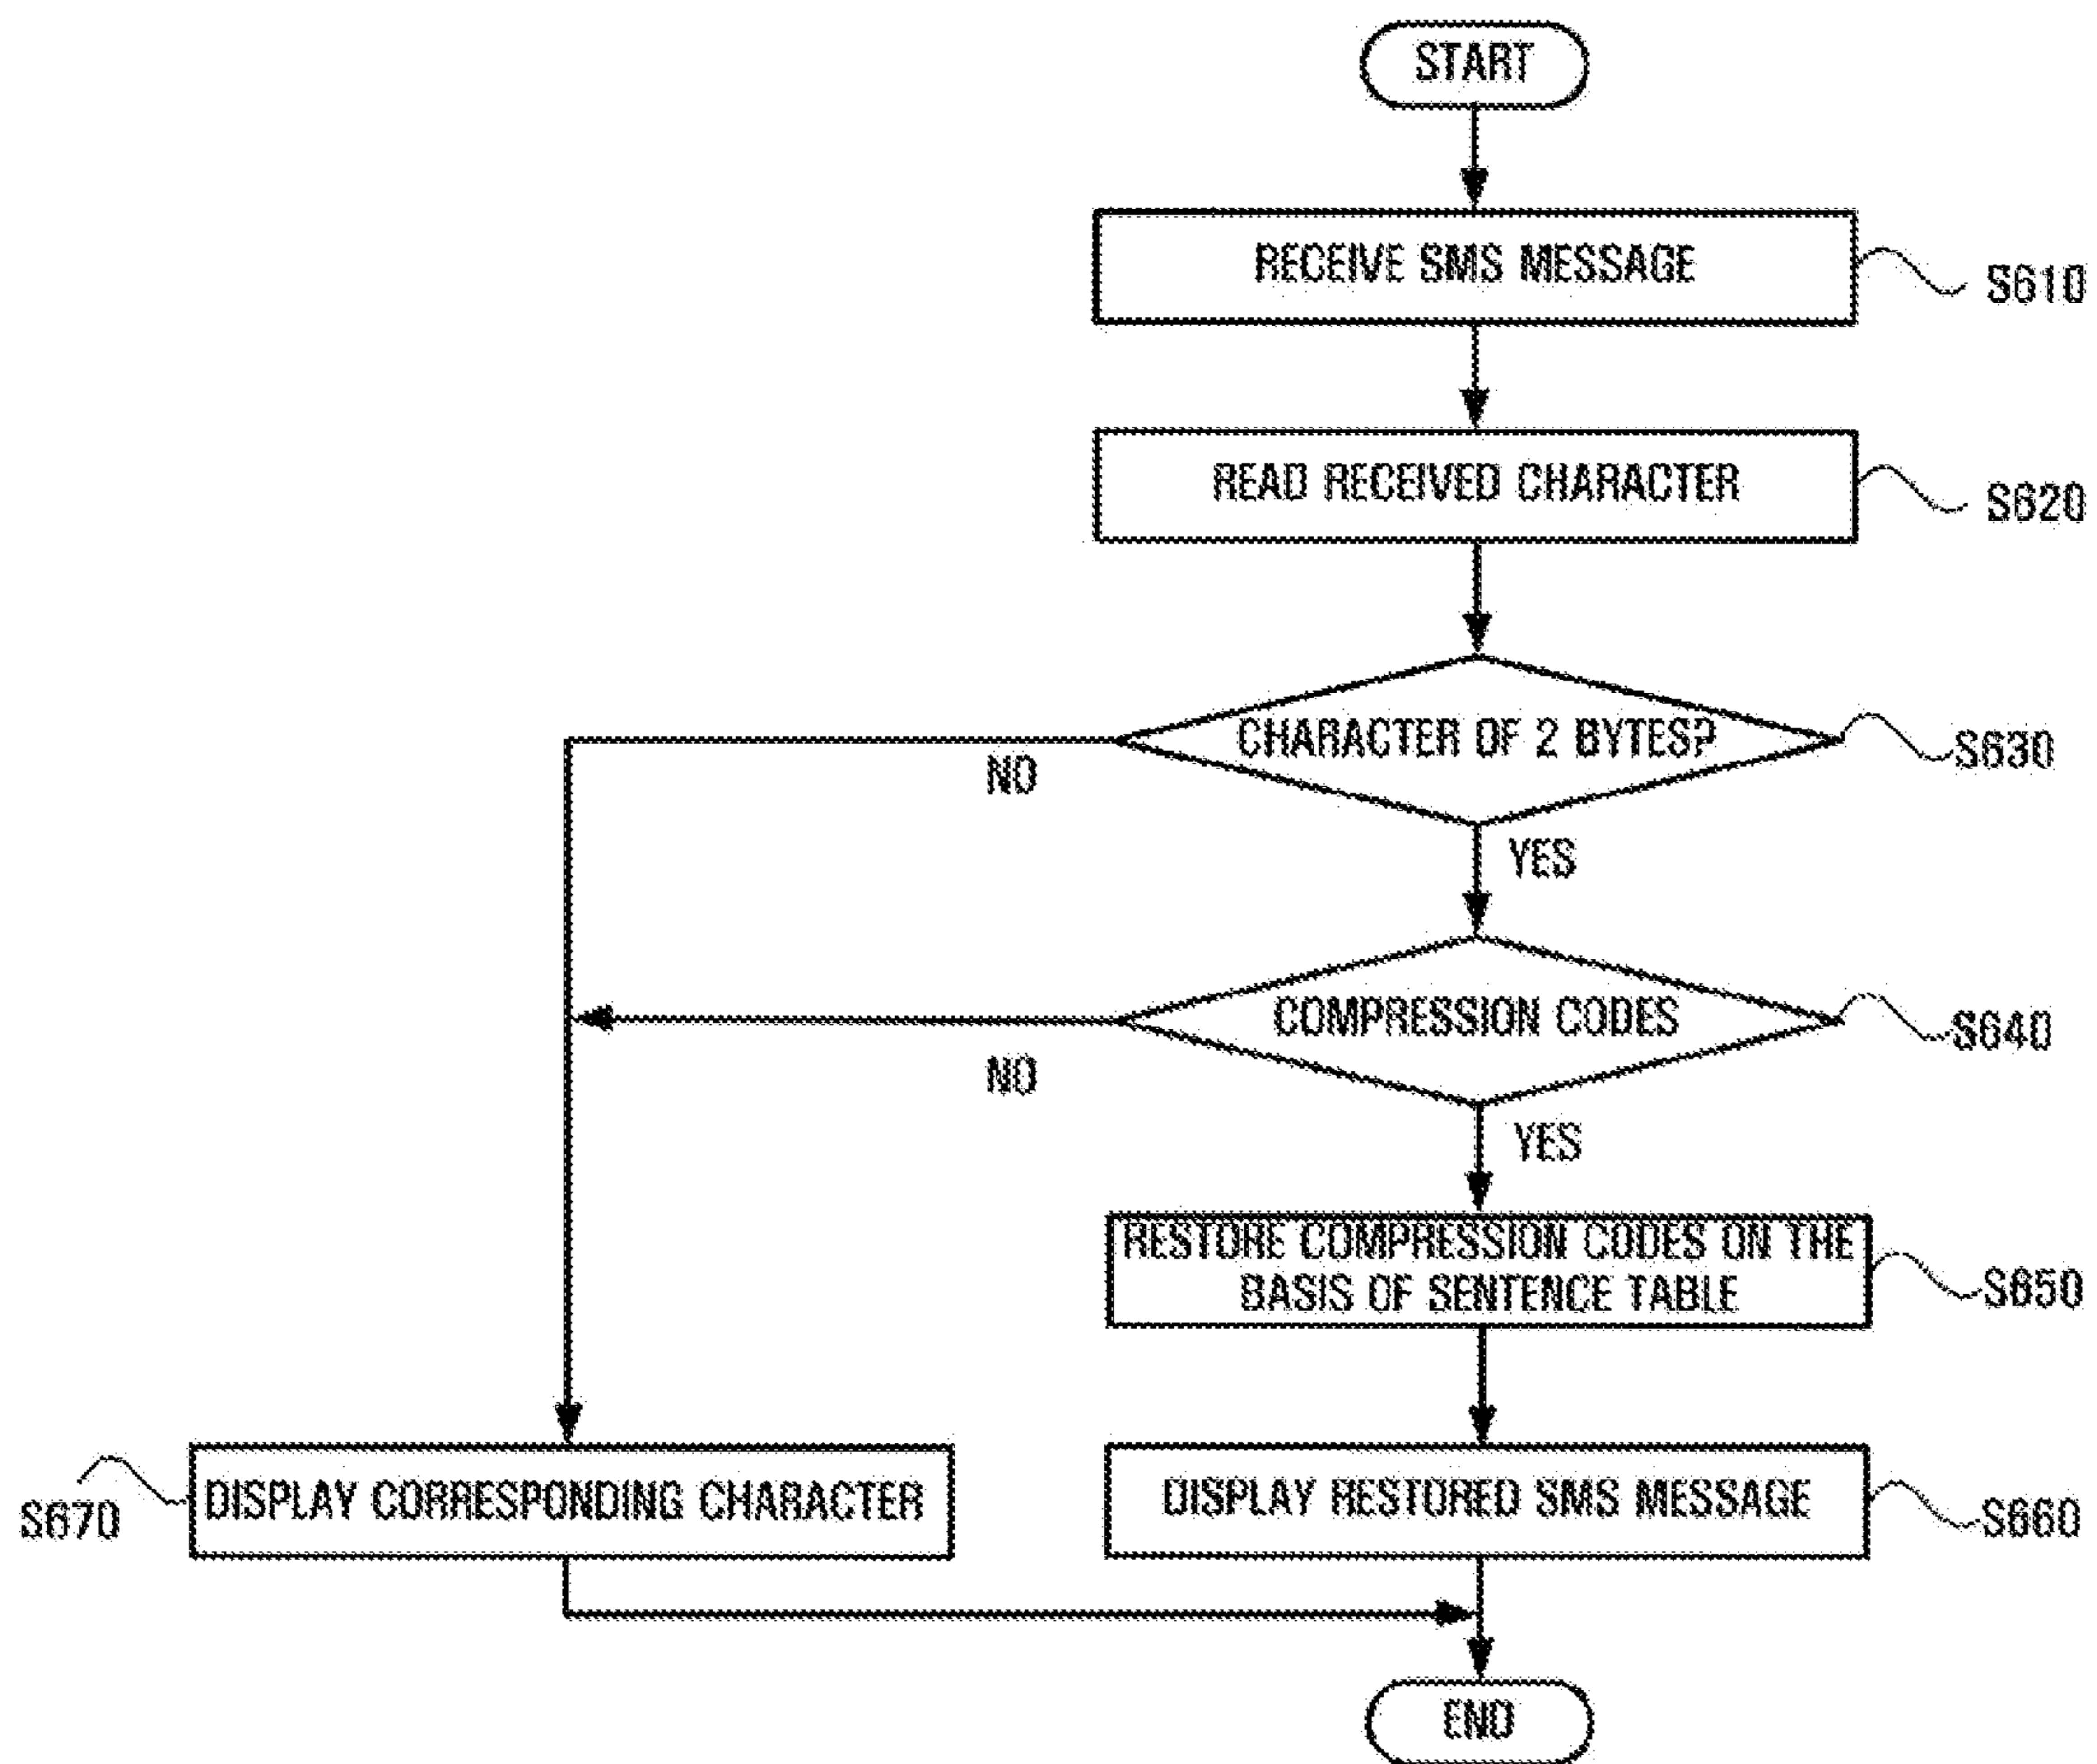 START
RECEIVE SMS MESSAGE
S610
READ RECEIVED CHARACTER
S620
CHARACTER OF 2 BYTES?
S630
NO
YES
COMPRESSION CODES
S640
NO
YES
RESTORE COMPRESSION CODES ON THE
BASIS OF SENTENCE TABLE
S650
S670
DISPLAY CORRESPONDING CHARACTER
DISPLAY RESTORED SMS MESSAGE
S660
END